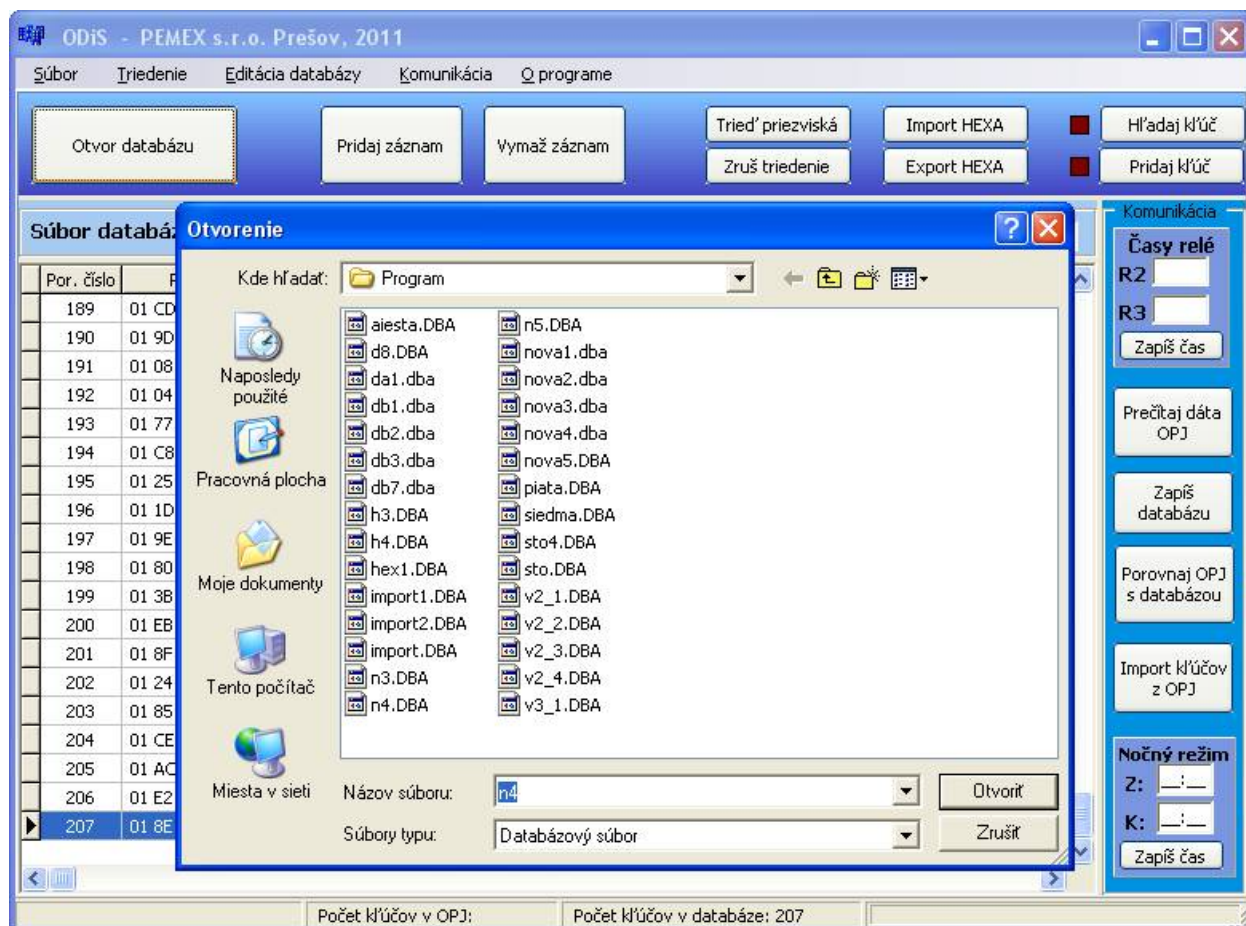 ODiS - PEMEX s.r.o. Prešov, 2011
Súbor Triedenie Editácia databázy Komunikácia O programe
Otvor databázu
Pridaj záznam
Vymaž záznam
Trieď priezviská
Zruš triedenie
Import HEXA
Export HEXA
Hľadaj kľúč
Pridaj kľúč
Súbor databáz
Por. číslo
189 01 CD
190 01 9D
191 01 08
192 01 04
193 01 77
194 01 C8
195 01 25
196 01 1D
197 01 9E
198 01 80
199 01 3B
200 01 EB
201 01 8F
202 01 24
203 01 85
204 01 CE
205 01 AC
206 01 E2
207 01 8E
Otvorenie
Kde hľadať: Program
Naposledy
použité
Pracovná plocha
Moje dokumenty
Tento počítač
Miesta v sieti
aiesta.DBA
d8.DBA
da1.dba
db1.dba
db2.dba
db3.dba
db7.dba
h3.DBA
h4.DBA
hex1.DBA
import1.DBA
import2.DBA
import.DBA
n3.DBA
n4.DBA
n5.DBA
nova1.dba
nova2.dba
nova3.dba
nova4.dba
nova5.DBA
piata.DBA
siedma.DBA
sto4.DBA
sto.DBA
v2_1.DBA
v2_2.DBA
v2_3.DBA
v2_4.DBA
v3_1.DBA
Názov súboru: n4 Otvoriť
Súbory typu: Databázový súbor Zrušiť
Komunikácia
Časy relé
R2
R3
Zapíš čas
Prečítaj dáta
OPJ
Zapíš
databázu
Porovnaj OPJ
s databázou
Import kľúčov
z OPJ
Nočný režim
Z: __:__
K: __:__
Zapíš čas
Počet kľúčov v OPJ: Počet kľúčov v databáze: 207